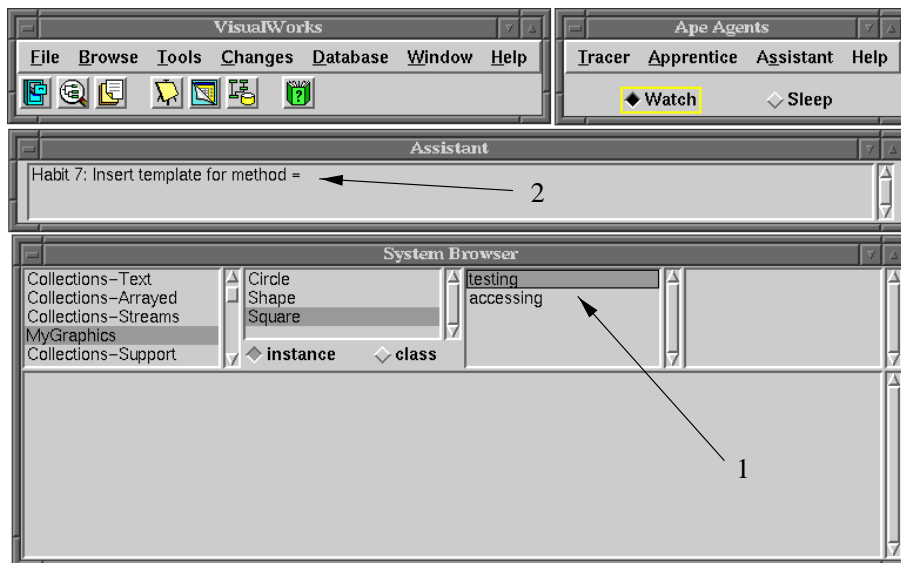 VisualWorks
File Browse Tools Changes Database Window Help
Ape Agents
Tracer Apprentice Assistant Help
Watch Sleep
Assistant
Habit 7: Insert template for method =
2
System Browser
Collections-Text
Collections-Arrayed
Collections-Streams
MyGraphics
Collections-Support
Circle
Shape
Square
instance class
testing
accessing
1